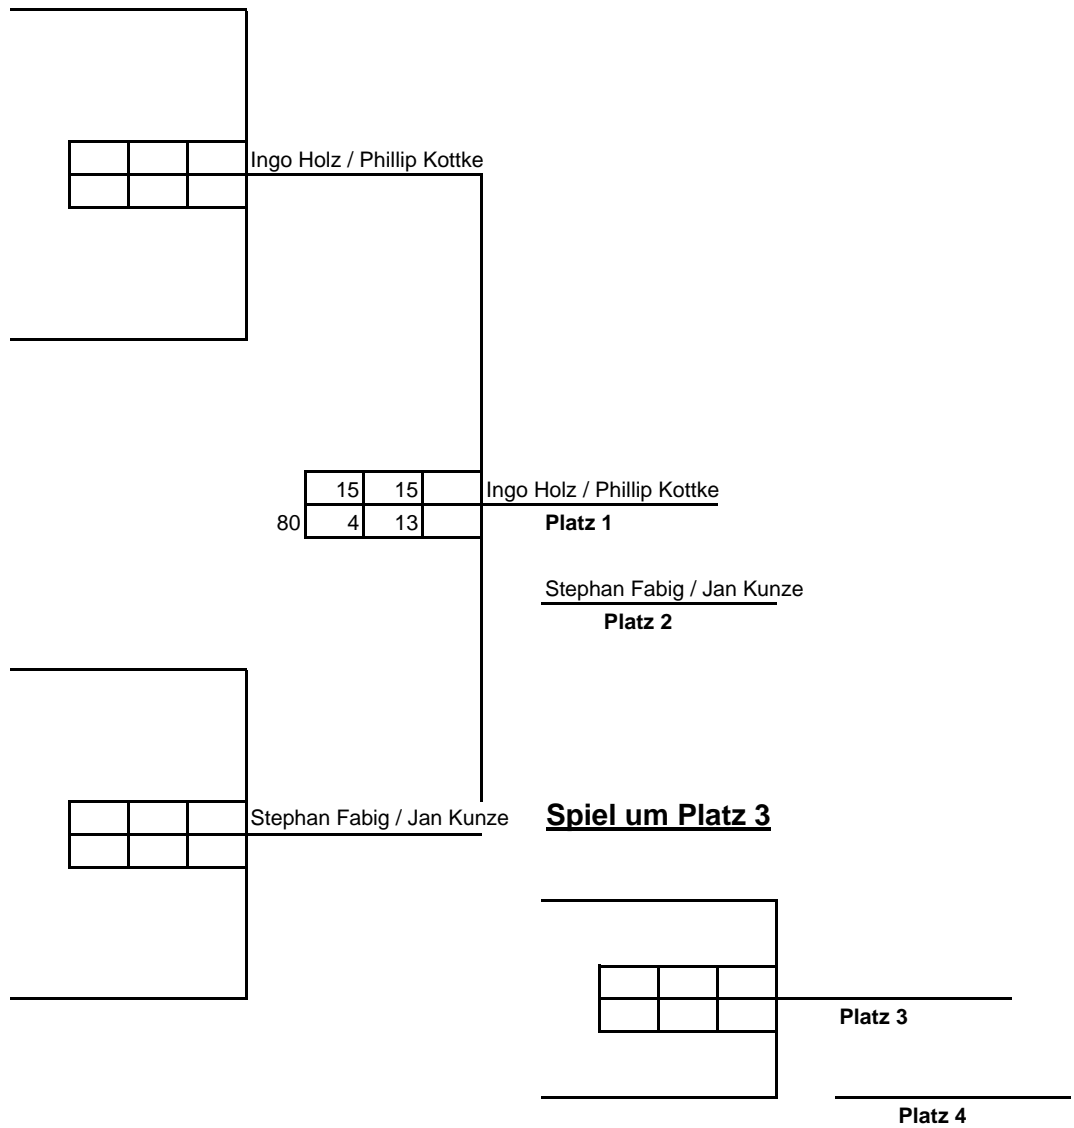 Ingo Holz / Phillip Kottke
15 15 Ingo Holz / Phillip Kottke
80 4 13 Platz 1
Stephan Fabig / Jan Kunze
Platz 2
Stephan Fabig / Jan Kunze Spiel um Platz 3
Platz 3
Platz 4